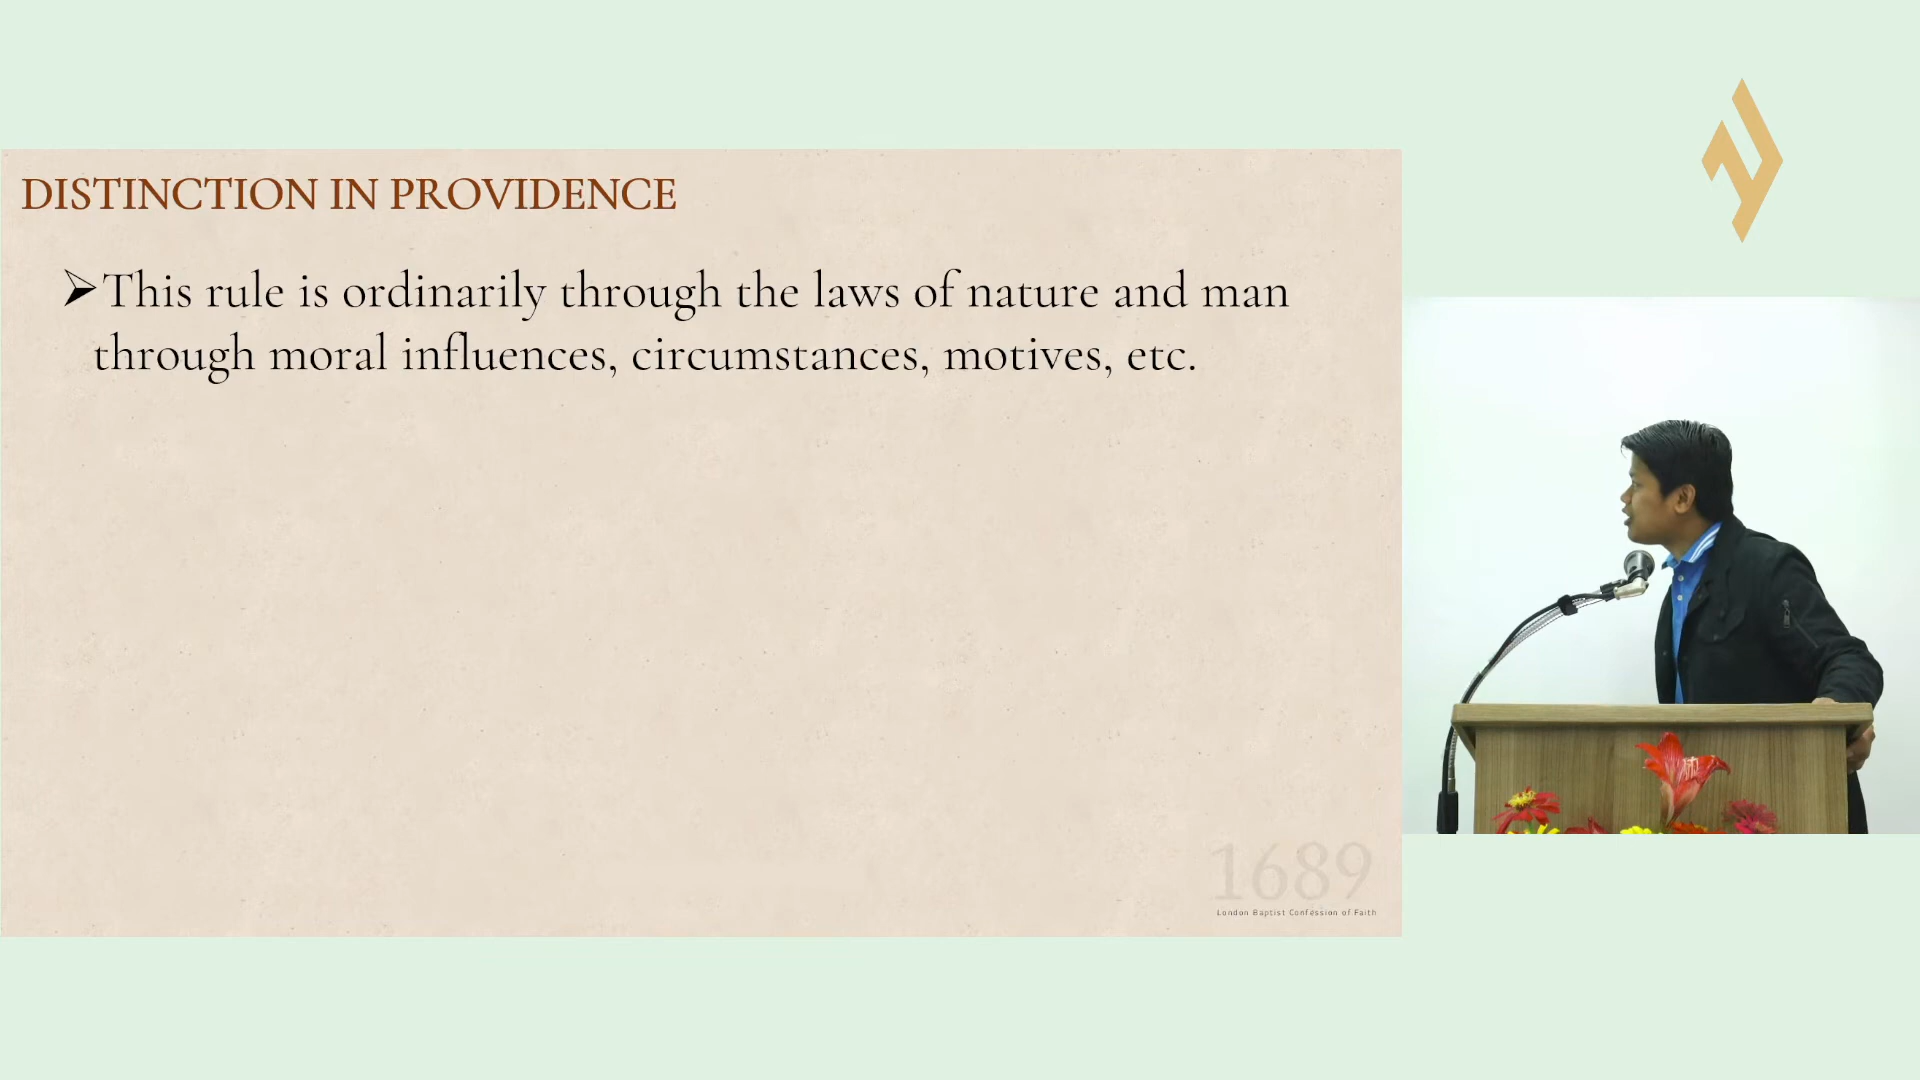 DISTINCTION IN PROVIDENCE
➢This rule is ordinarily through the laws of nature and man
through moral influences, circumstances, motives, etc.
1689
London Baptist Confession of Faith